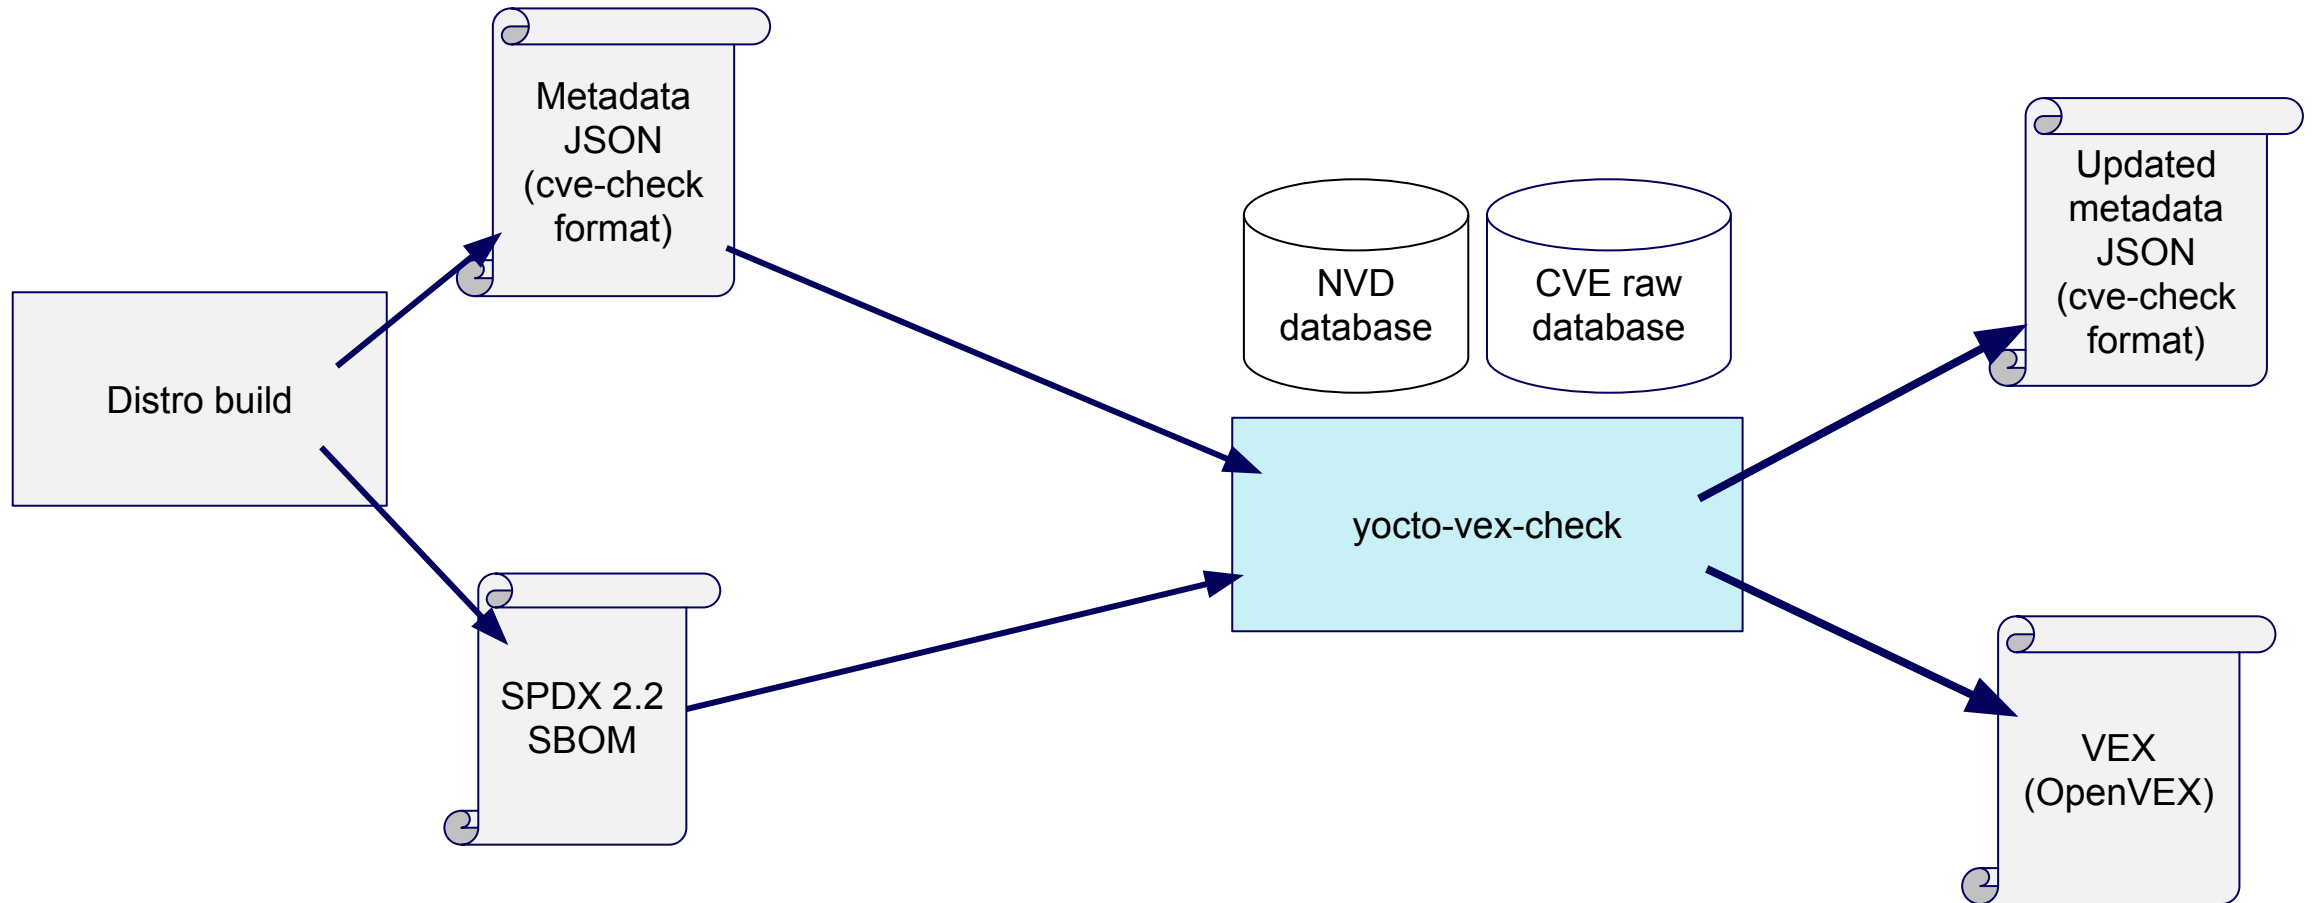 Metadata
JSON
(cve-check
format)
Distro build
SPDX 2.2
SBOM
NVD
database
CVE raw
database
yocto-vex-check
Updated
metadata
JSON
(cve-check
format)
VEX
(OpenVEX)